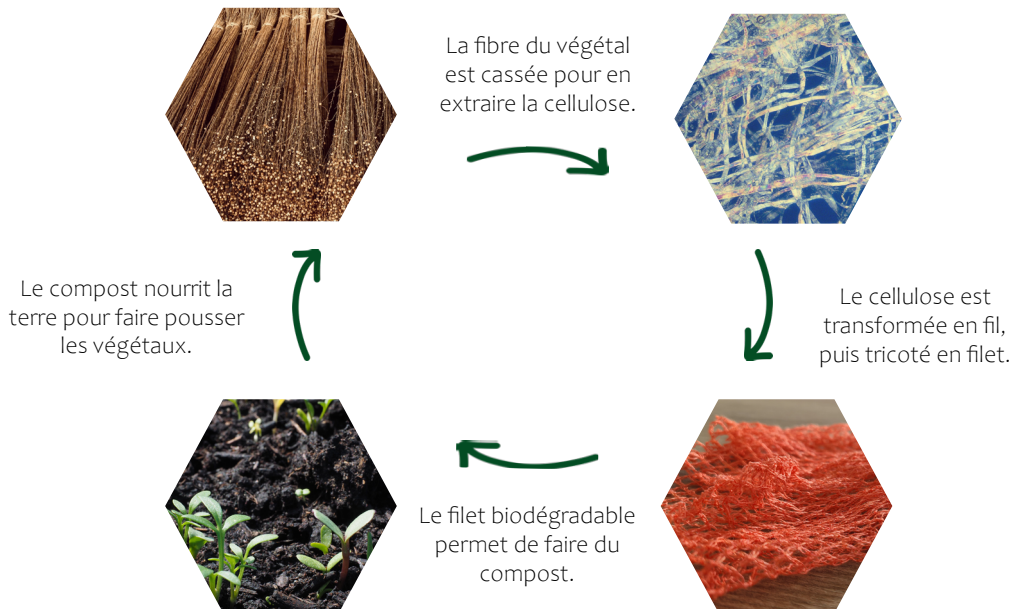 La fibre du végétal
est cassée pour en
extraire la cellulose.
Le cellulose est
transformée en fil,
puis tricoté en filet.
Le filet biodégradable
permet de faire du
compost.
Le compost nourrit la
terre pour faire pousser
les végétaux.